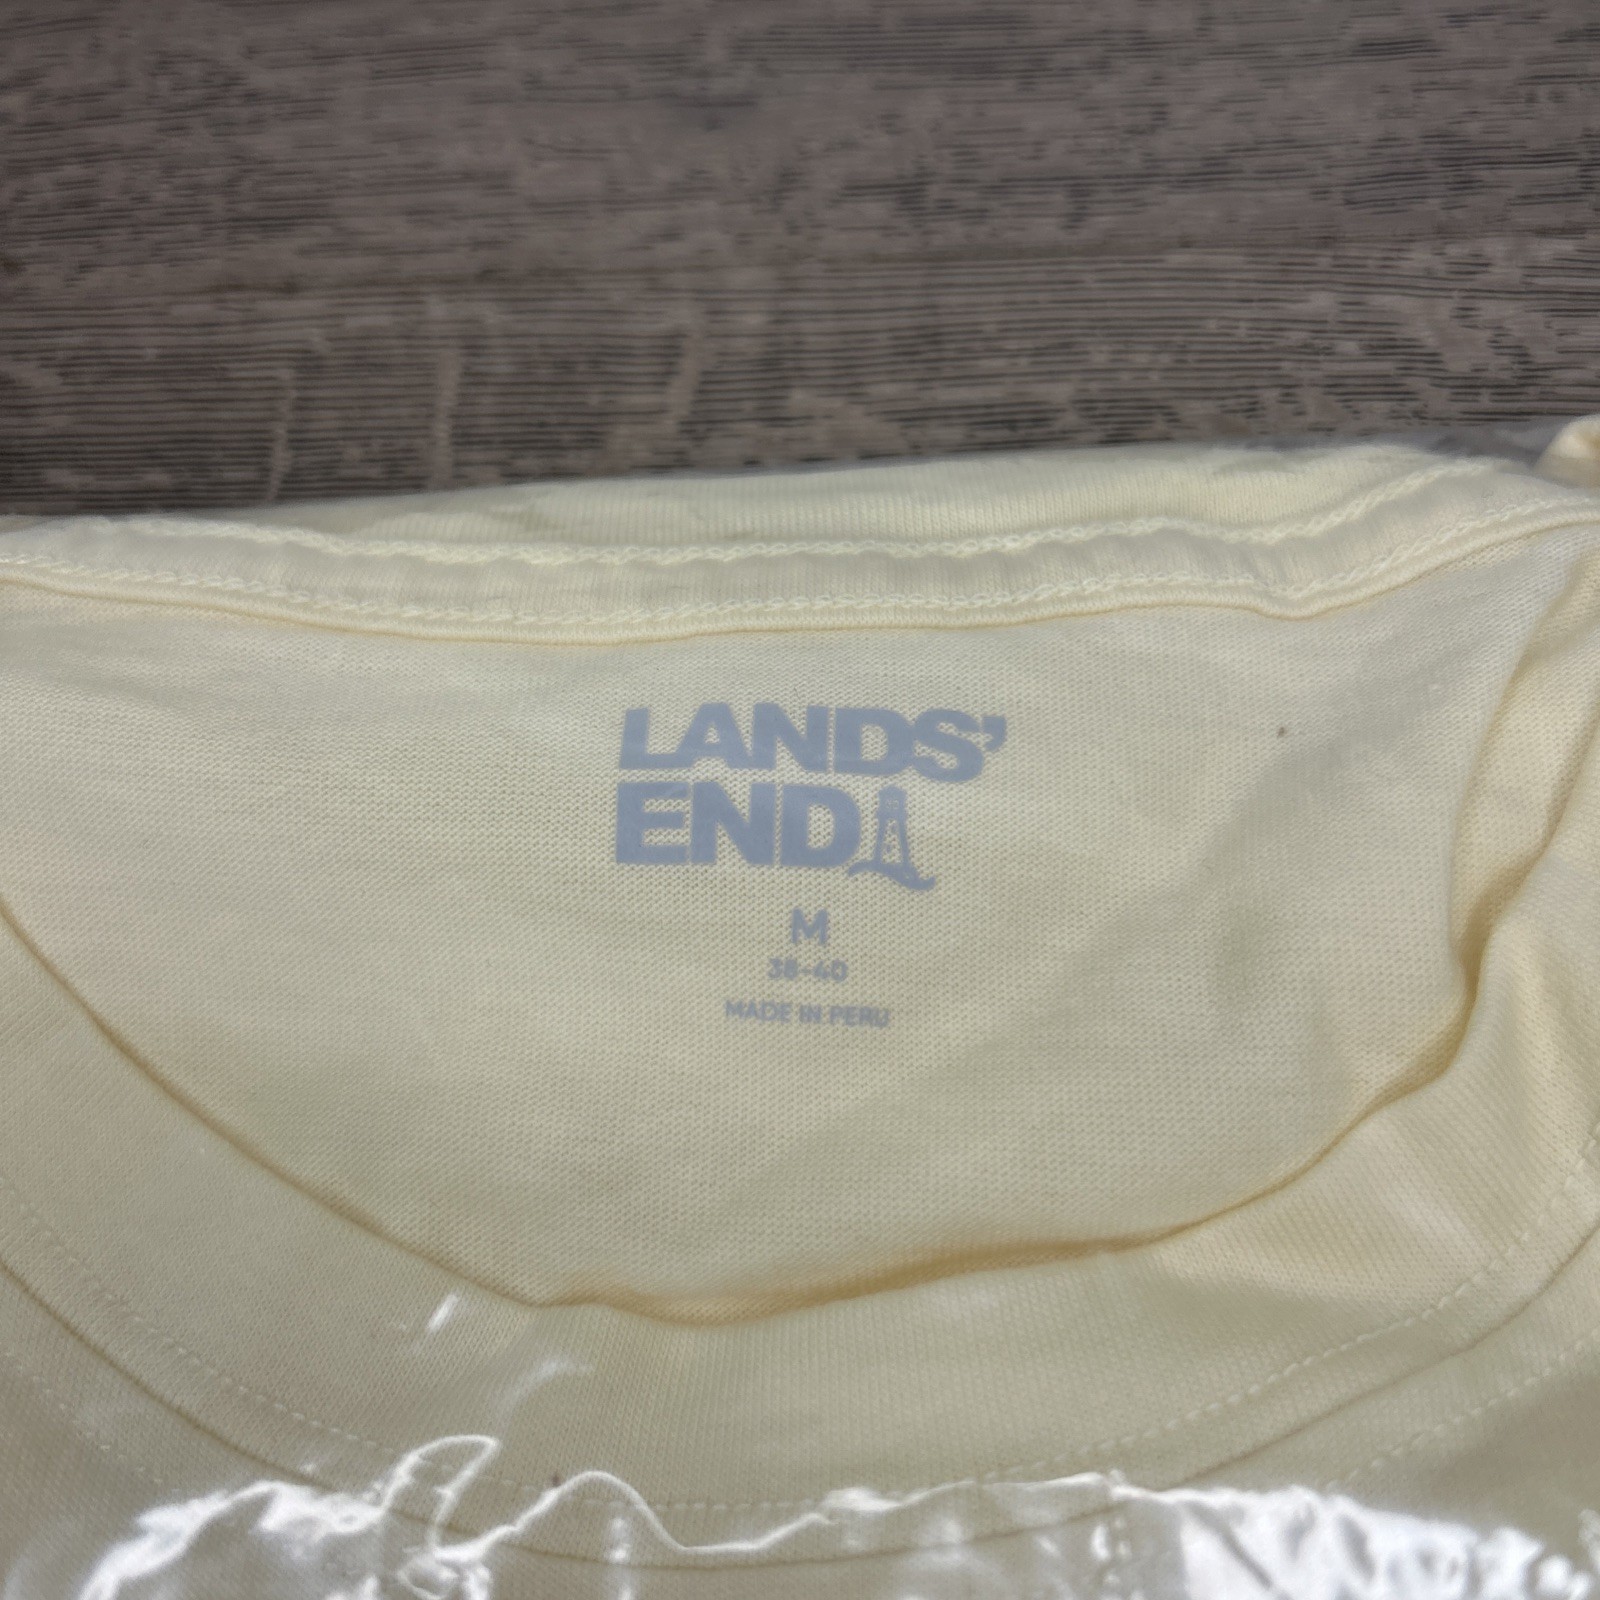 LANDS'
END
M
38-40
MADE IN PERU